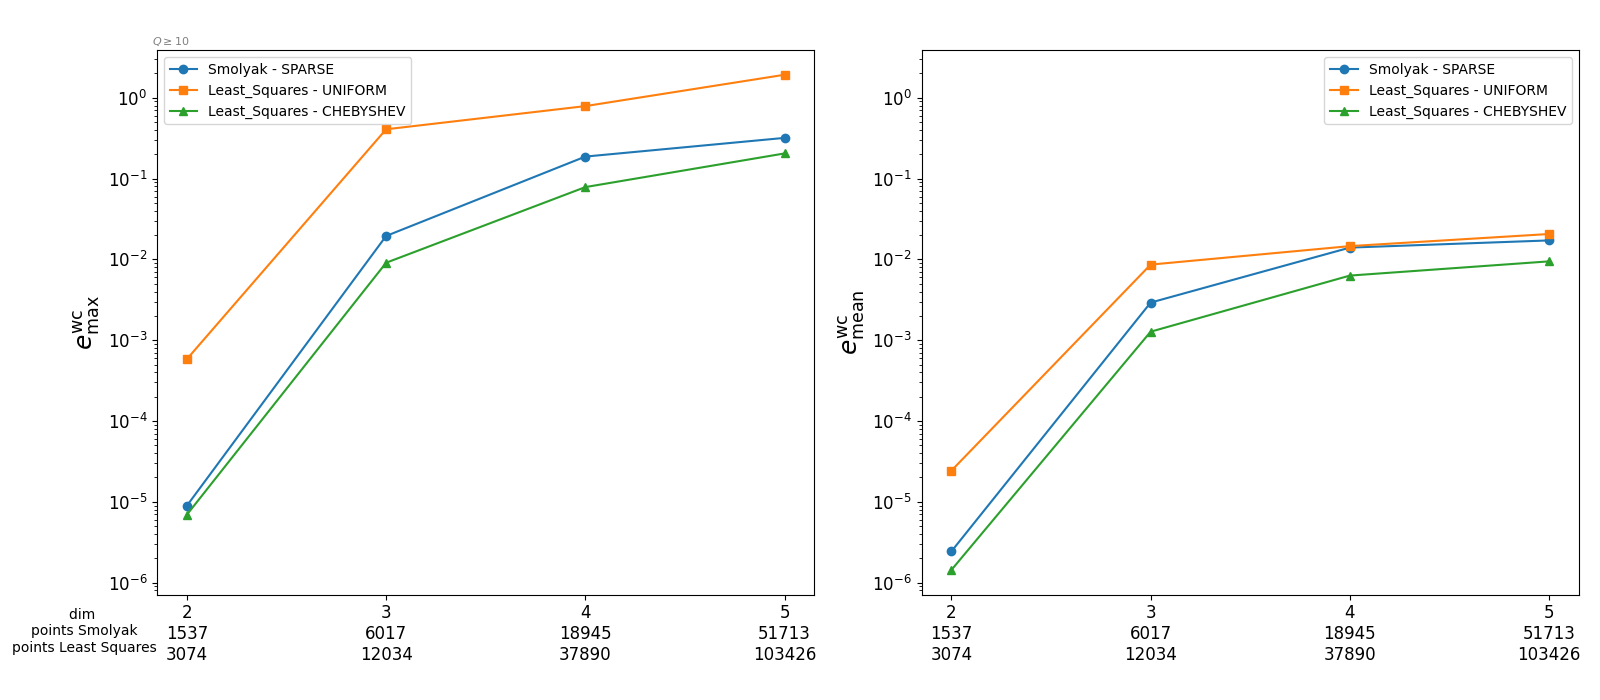 Q ≥ 10
Smolyak - SPARSE
Least_Squares - UNIFORM
Least_Squares - CHEBYSHEV
10^0
10^-1
10^-2
10^-3
10^-4
10^-5
10^-6
e^wc_max
dim
points Smolyak
points Least Squares
2 3 4 5
1537 6017 18945 51713
3074 12034 37890 103426
Smolyak - SPARSE
Least_Squares - UNIFORM
Least_Squares - CHEBYSHEV
10^0
10^-1
10^-2
10^-3
10^-4
10^-5
10^-6
e^wc_mean
2 3 4 5
1537 6017 18945 51713
3074 12034 37890 103426